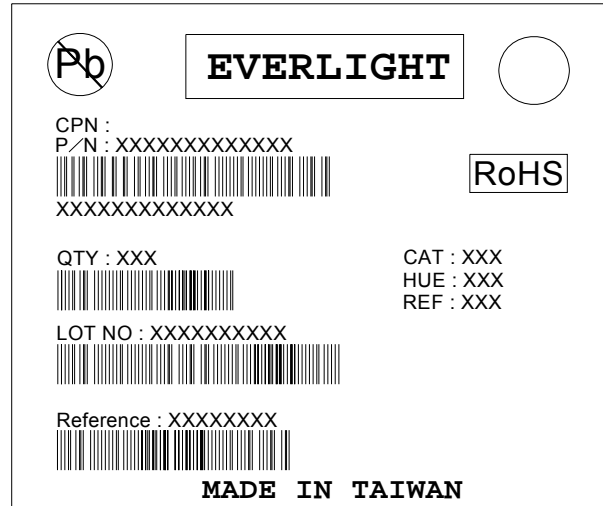 Pb
EVERLIGHT
CPN :
P/N : XXXXXXXXXXXXX
XXXXXXXXXXXXX
RoHS
QTY : XXX
CAT : XXX
HUE : XXX
REF : XXX
LOT NO : XXXXXXXXXX
Reference : XXXXXXXX
MADE IN TAIWAN